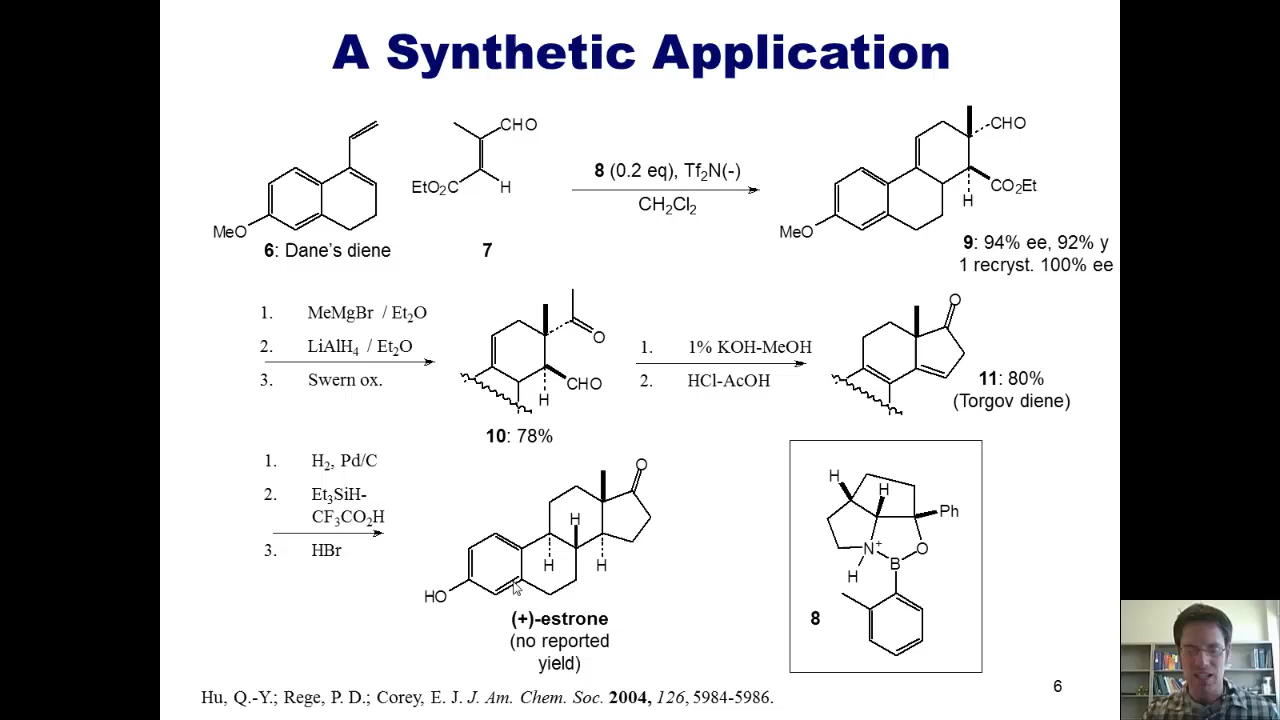 A Synthetic Application
CHO
EtO₂C
H
MeO
6: Dane's diene
7
8 (0.2 eq), Tf₂N(-)
CH₂Cl₂
CHO
CO₂Et
H
MeO
9: 94% ee, 92% y
1 recryst. 100% ee
1. MeMgBr / Et₂O
2. LiAlH₄ / Et₂O
3. Swern ox.
O
CHO
H
10: 78%
1. 1% KOH-MeOH
2. HCl-AcOH
O
11: 80%
(Torgov diene)
1. H₂, Pd/C
2. Et₃SiH-
CF₃CO₂H
3. HBr
O
H
H
H
HO
(+)-estrone
(no reported
yield)
H
H
Ph
N⁺
O
B
H
8
Hu, Q.-Y.; Rege, P. D.; Corey, E. J. J. Am. Chem. Soc. 2004, 126, 5984-5986.
6